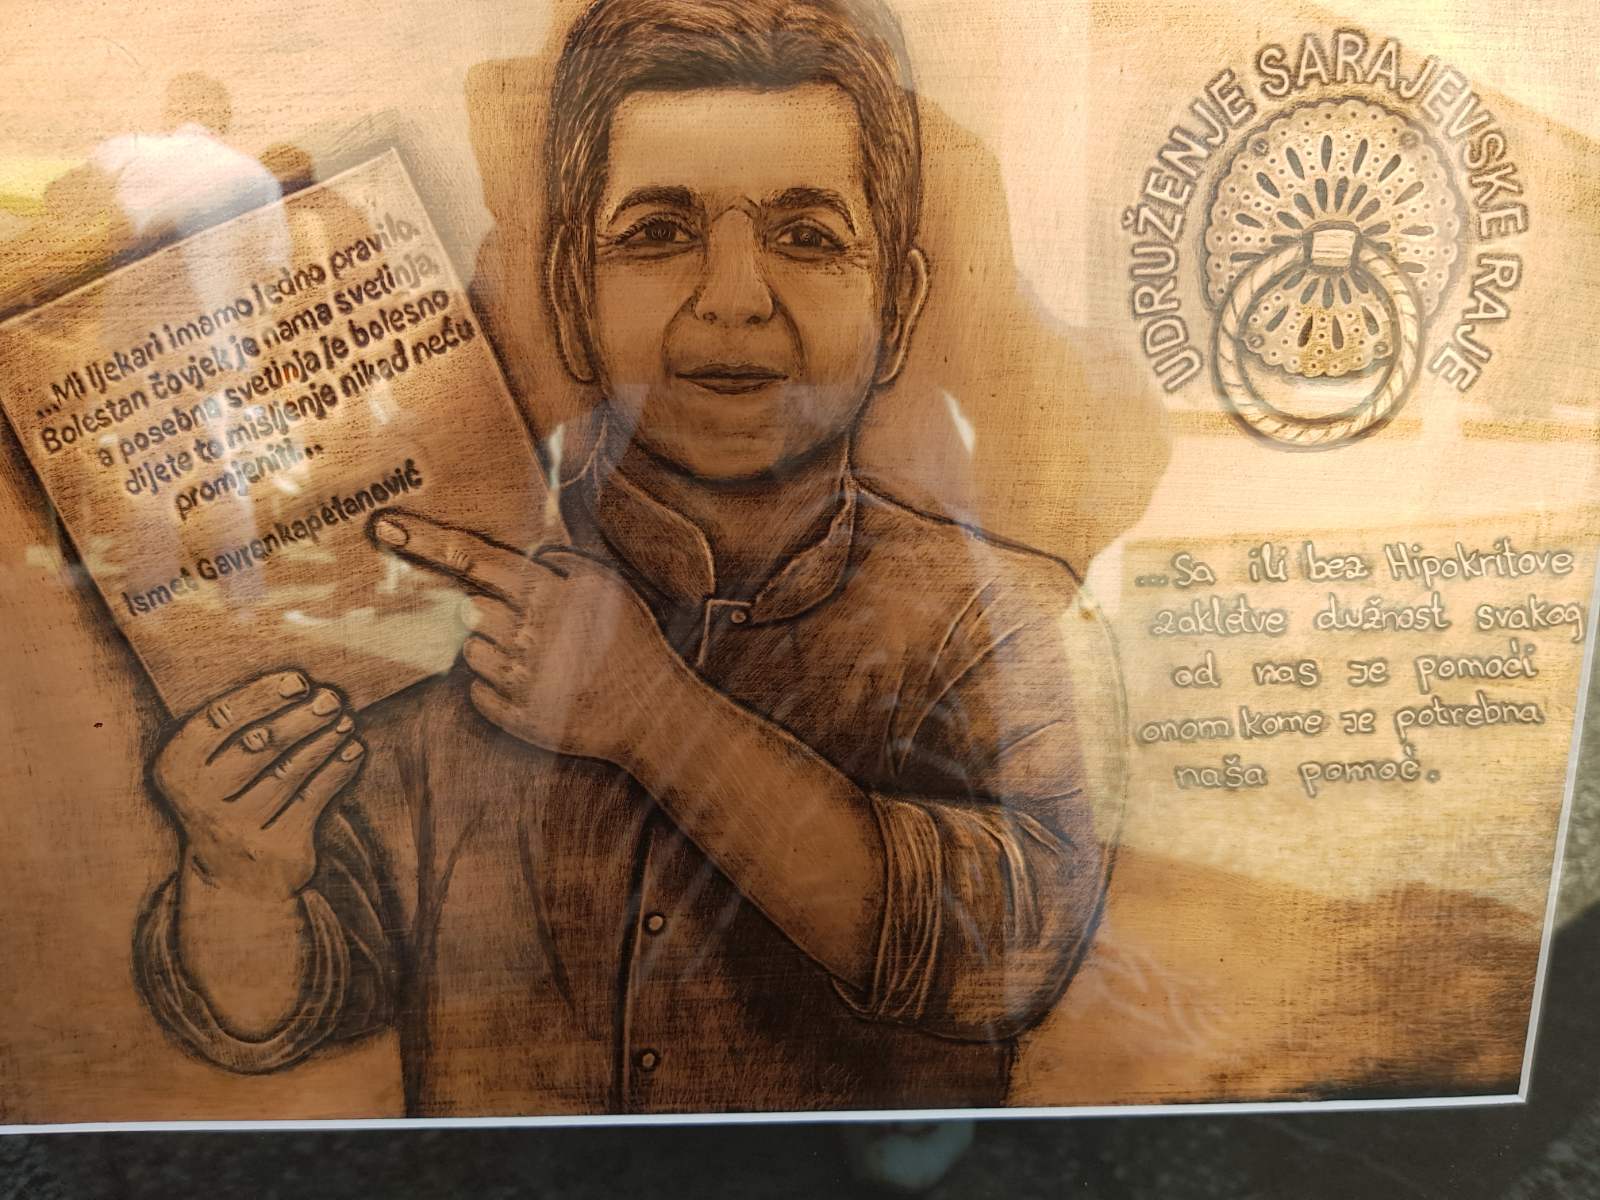 ...Mi ljekari imamo jedno pravilo.
Bolestan čovjek je nama svetinja,
a posebna svetinja je bolesno
dijete to mišljenje nikad neću
promjeniti...
Ismet Gavrankapetanović
UDRUŽENJE SARAJEVSKE RAJE
...Sa ili bez Hipokritove
zakletve dužnost svakog
od nas je pomoći
onom kome je potrebna
naša pomoć.